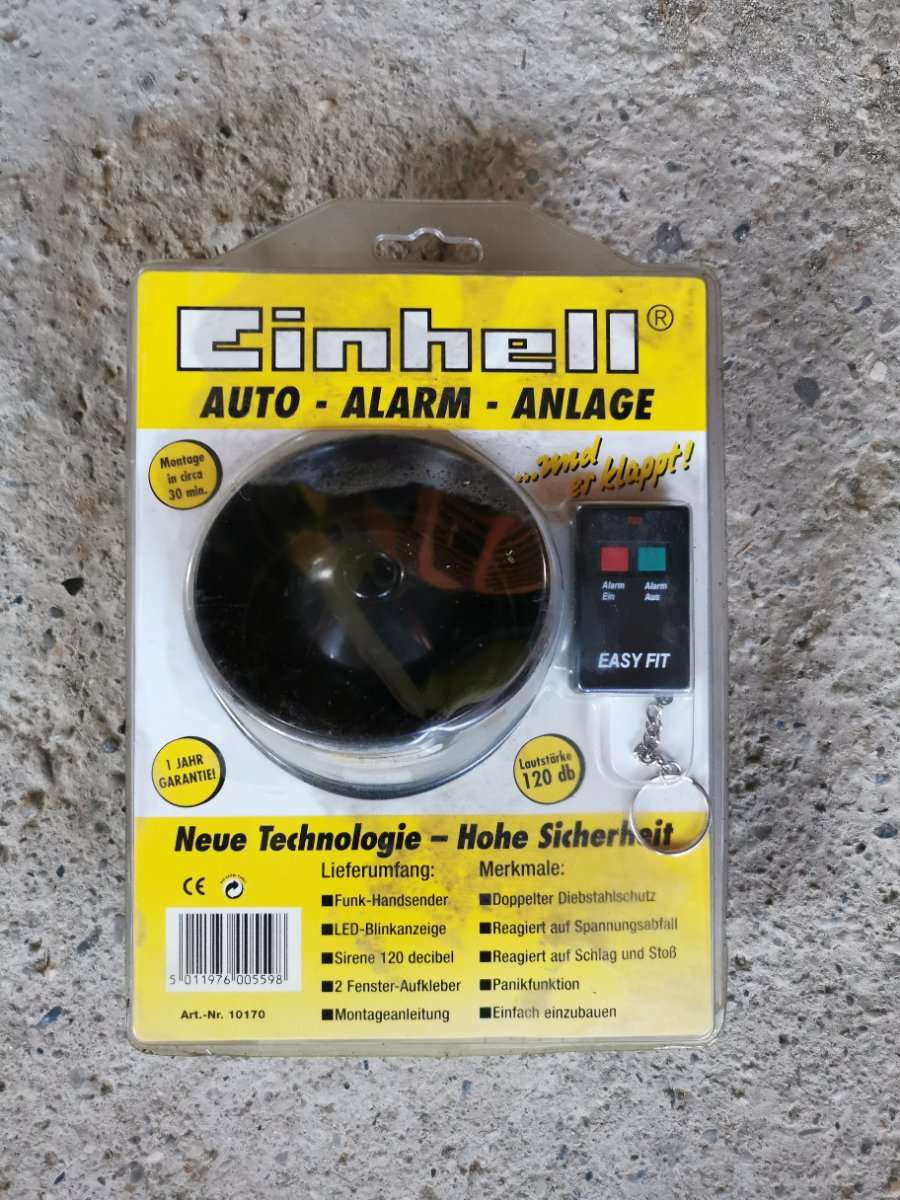 Einhell®
AUTO - ALARM - ANLAGE
Montage
in circa
30 min.
...und
er klappt!
Alarm Alarm
Ein Aus
EASY FIT
1 JAHR
GARANTIE!
Lautstärke
120 db
Neue Technologie – Hohe Sicherheit
CE
Lieferumfang:
■Funk-Handsender
■LED-Blinkanzeige
■Sirene 120 decibel
■2 Fenster-Aufkleber
■Montageanleitung
Merkmale:
■Doppelter Diebstahlschutz
■Reagiert auf Spannungsabfall
■Reagiert auf Schlag und Stoß
■Panikfunktion
■Einfach einzubauen
5 011976 005598
Art.-Nr. 10170